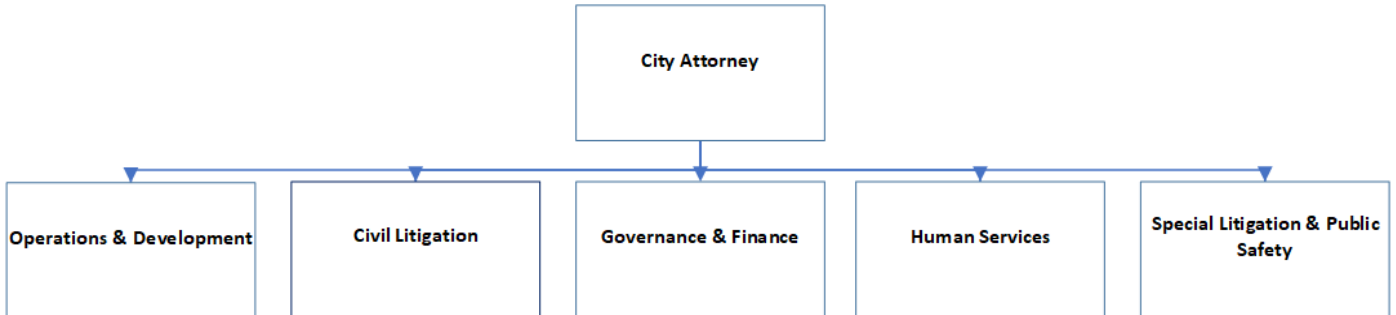 City Attorney
Operations & Development
Civil Litigation
Governance & Finance
Human Services
Special Litigation & Public
Safety